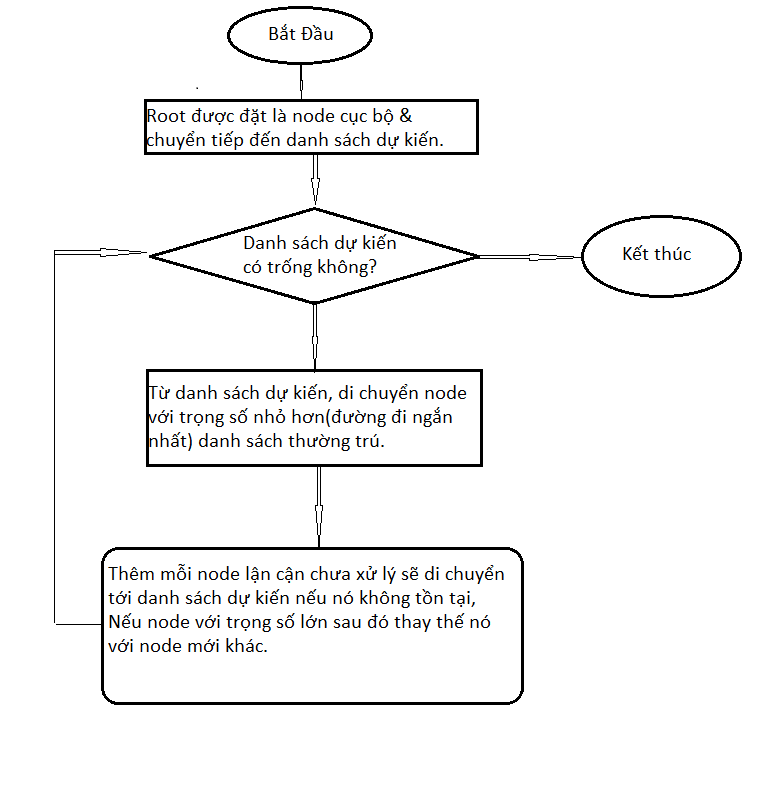 Bắt Đầu
Root được đặt là node cục bộ &
chuyển tiếp đến danh sách dự kiến.
Danh sách dự kiến
có trống không?
Kết thúc
Từ danh sách dự kiến, di chuyển node
với trọng số nhỏ hơn(đường đi ngắn
nhất) danh sách thường trú.
Thêm mỗi node lận cận chưa xử lý sẽ di chuyển
tới danh sách dự kiến nếu nó không tồn tại,
Nếu node với trọng số lớn sau đó thay thế nó
với node mới khác.